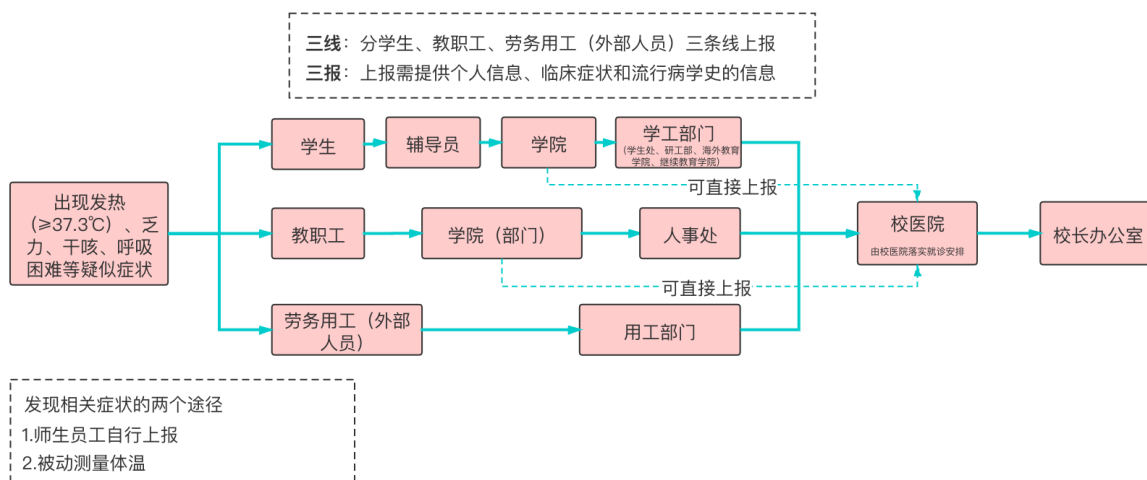 三线：分学生、教职工、劳务用工（外部人员）三条线上报
三报：上报需提供个人信息、临床症状和流行病学史的信息
学生
辅导员
学院
学工部门
（学生处、研工部、海外教育
学院、继续教育学院）
可直接上报
出现发热
（≥37.3℃）、乏
力、干咳、呼吸
困难等疑似症状
教职工
学院（部门）
人事处
校医院
由校医院落实就诊安排
校长办公室
可直接上报
劳务用工（外部
人员）
用工部门
发现相关症状的两个途径
1.师生员工自行上报
2.被动测量体温